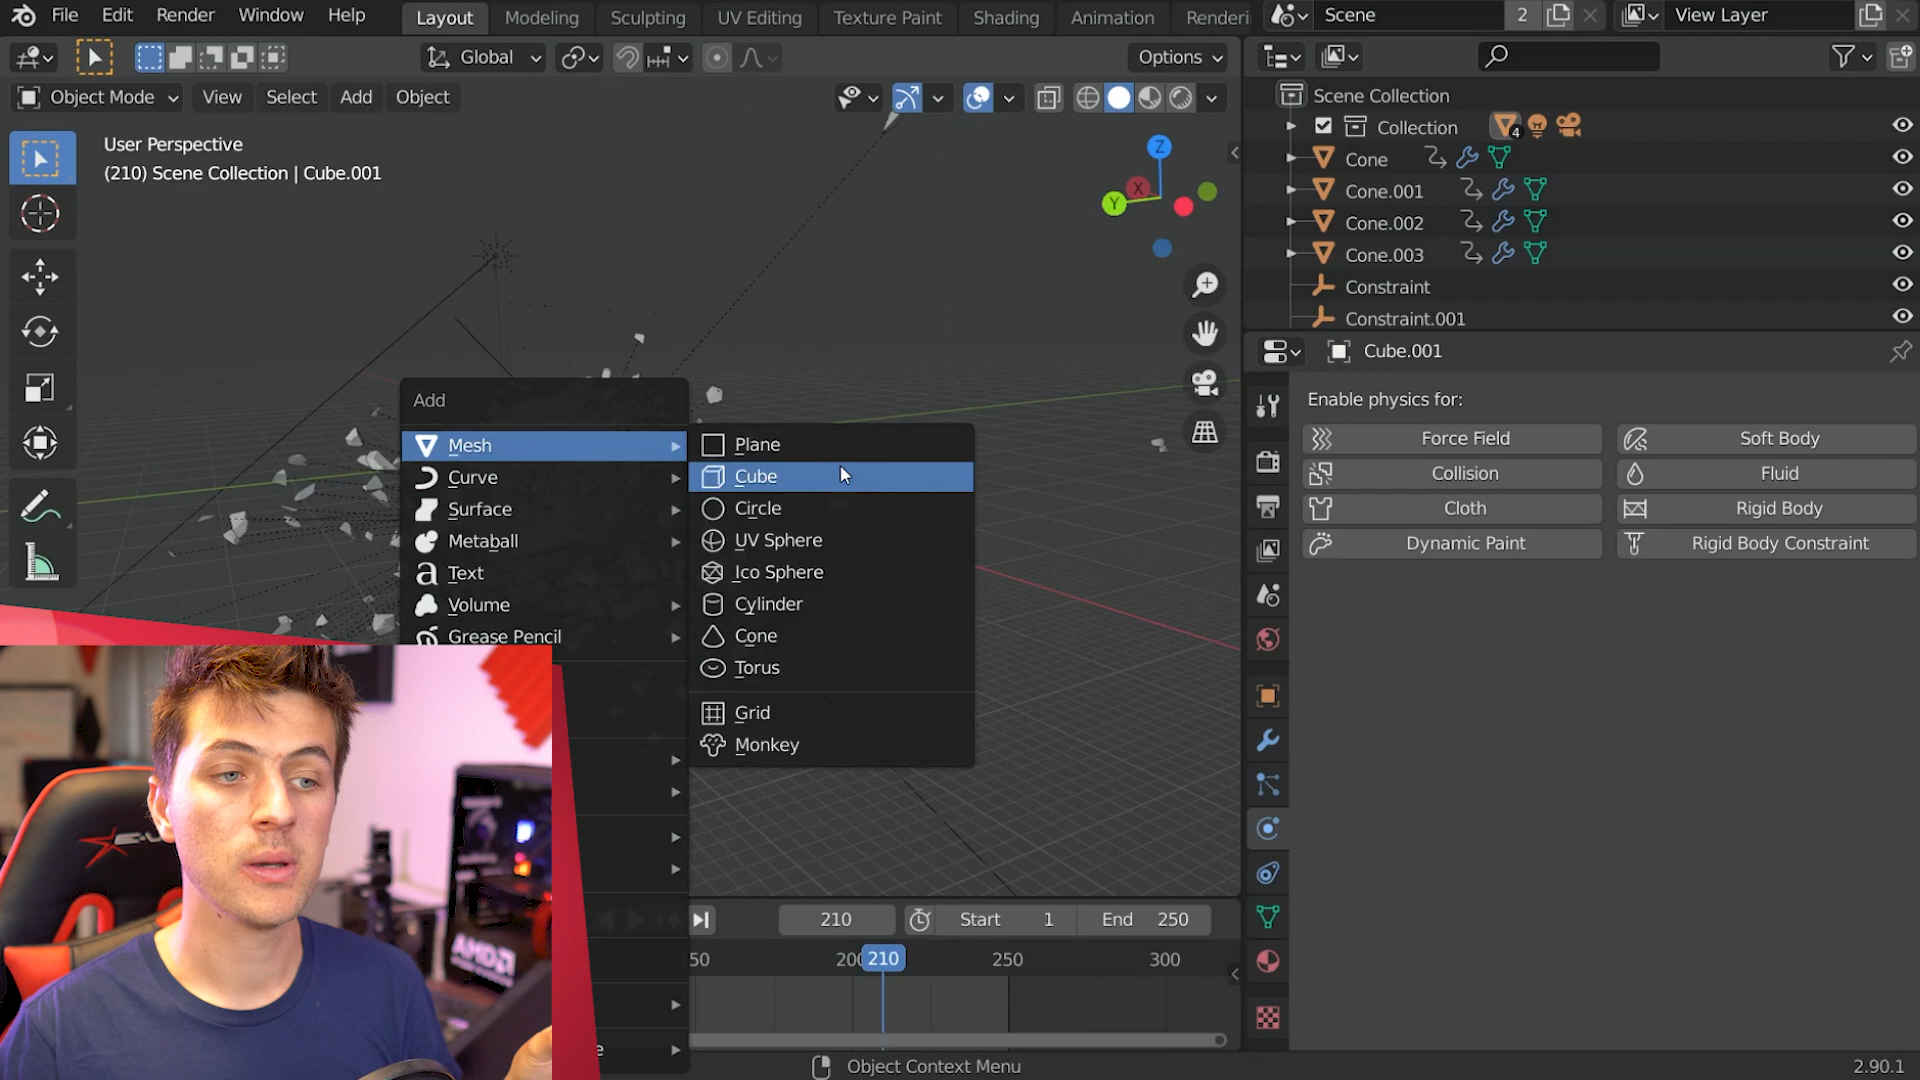 File Edit Render Window Help Layout Modeling Sculpting UV Editing Texture Paint Shading Animation Renderi Scene 2 View Layer
Global Options
Object Mode View Select Add Object
User Perspective
(210) Scene Collection | Cube.001
Z
X
Y
Scene Collection
Collection 4
Cone
Cone.001
Cone.002
Cone.003
Constraint
Constraint.001
Cube.001
Enable physics for:
Force Field Soft Body
Collision Fluid
Cloth Rigid Body
Dynamic Paint Rigid Body Constraint
Add
Mesh
Curve
Surface
Metaball
Text
Volume
Grease Pencil
e
Plane
Cube
Circle
UV Sphere
Ico Sphere
Cylinder
Cone
Torus
Grid
Monkey
210 Start 1 End 250
50 200 210 250 300
Object Context Menu
2.90.1
AMD